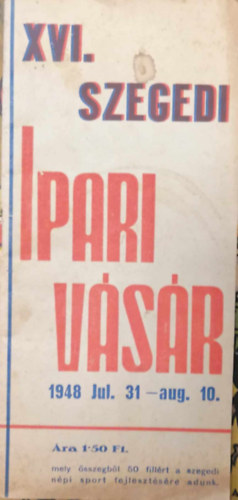 XVI.
SZEGEDI
IPARI
VÁSÁR
1948 Jul. 31 — aug. 10.
Ára 1·50 Ft.
mely összegből 50 fillért a szegedi
népi sport fejlesztésére adunk.